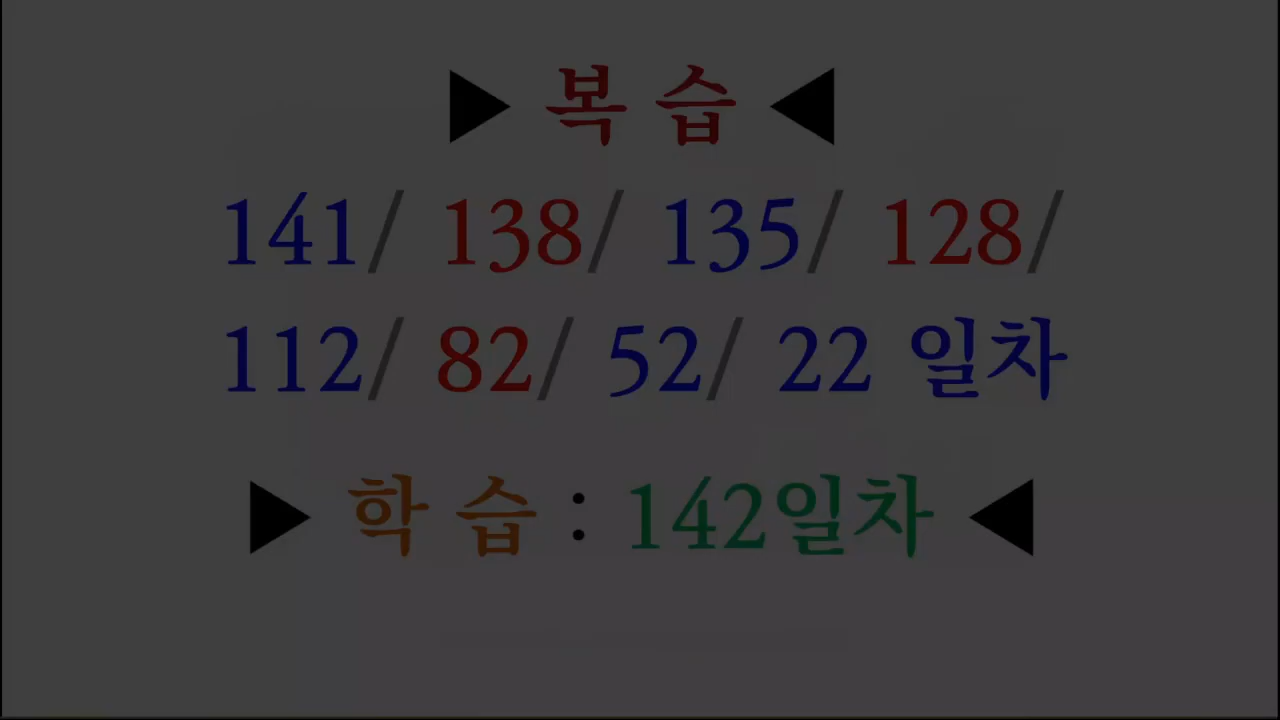 ▶ 복 습 ◀
141/ 138/ 135/ 128/
112/ 82/ 52/ 22 일차
▶ 학 습 : 142일차 ◀